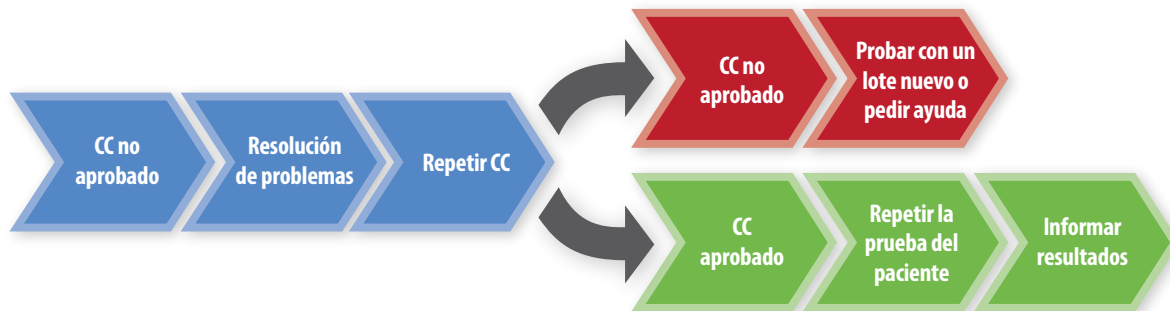 CC no
aprobado
Resolución
de problemas
Repetir CC
CC no
aprobado
Probar con un
lote nuevo o
pedir ayuda
CC
aprobado
Repetir la
prueba del
paciente
Informar
resultados